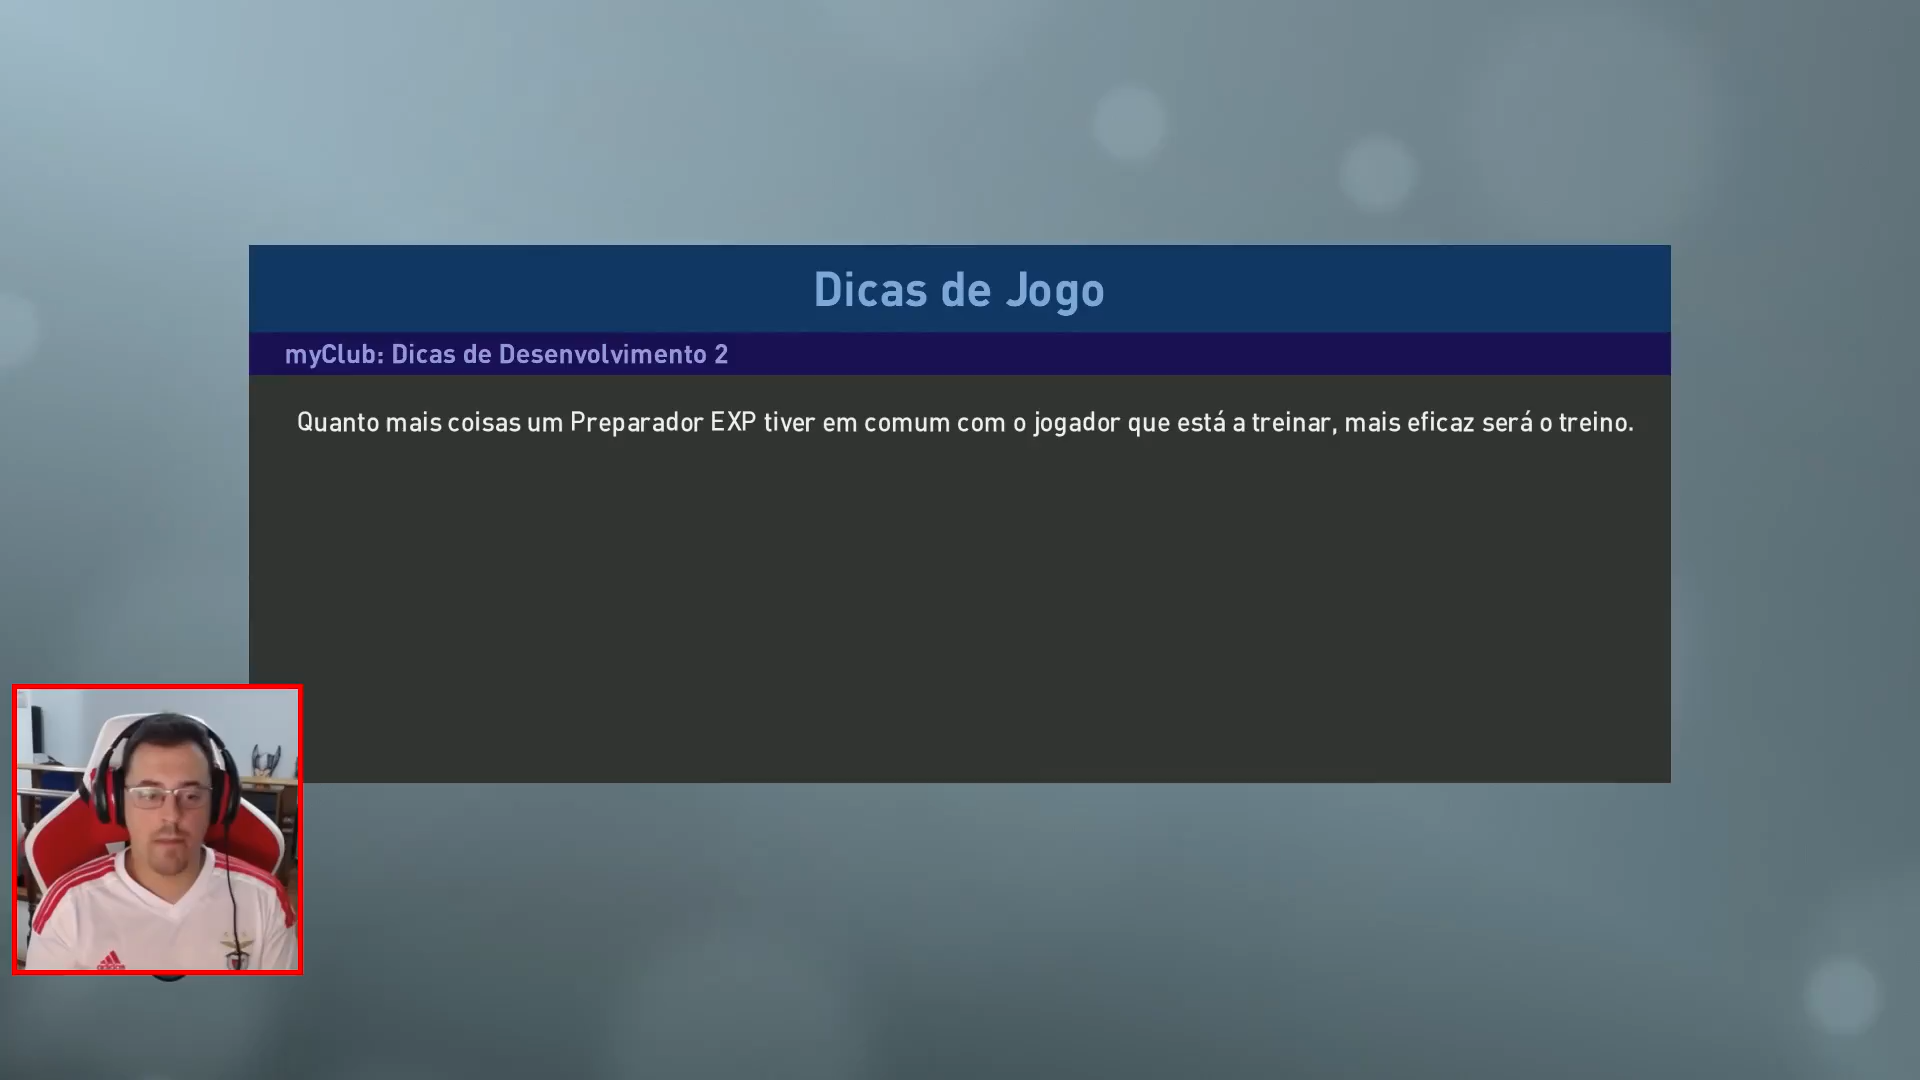 Dicas de Jogo
myClub: Dicas de Desenvolvimento 2
Quanto mais coisas um Preparador EXP tiver em comum com o jogador que está a treinar, mais eficaz será o treino.
adidas